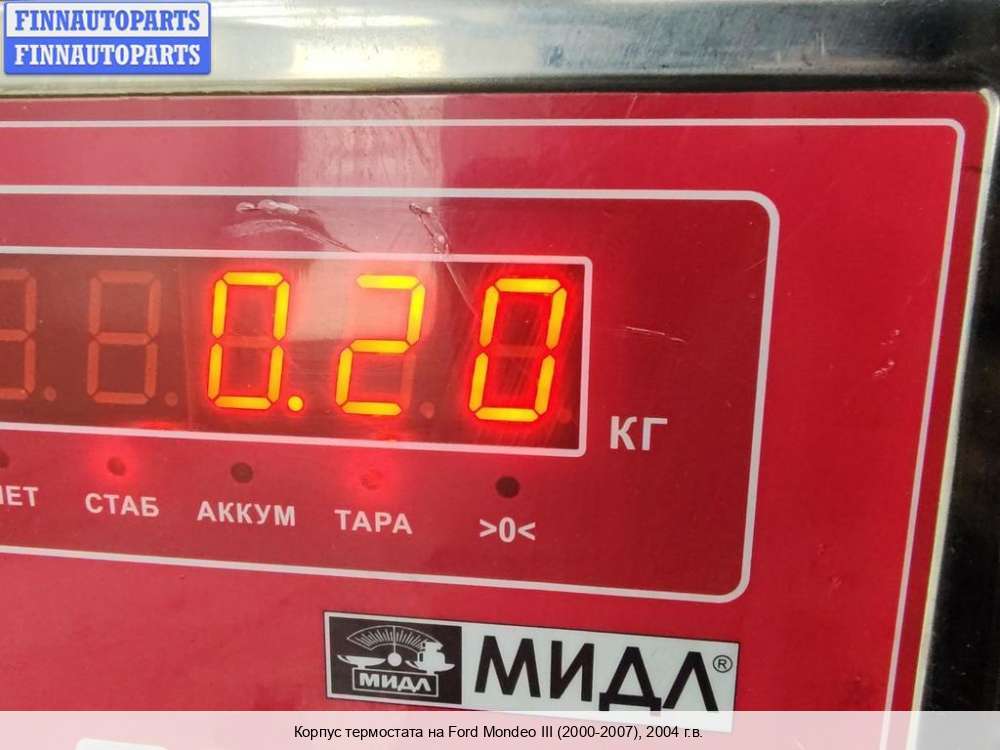 FINNAUTOPARTS
FINNAUTOPARTS
0.20
КГ
СТАБ АККУМ ТАРА >0<
МИДЛ МИДЛ®
Корпус термостата на Ford Mondeo III (2000-2007), 2004 г.в.